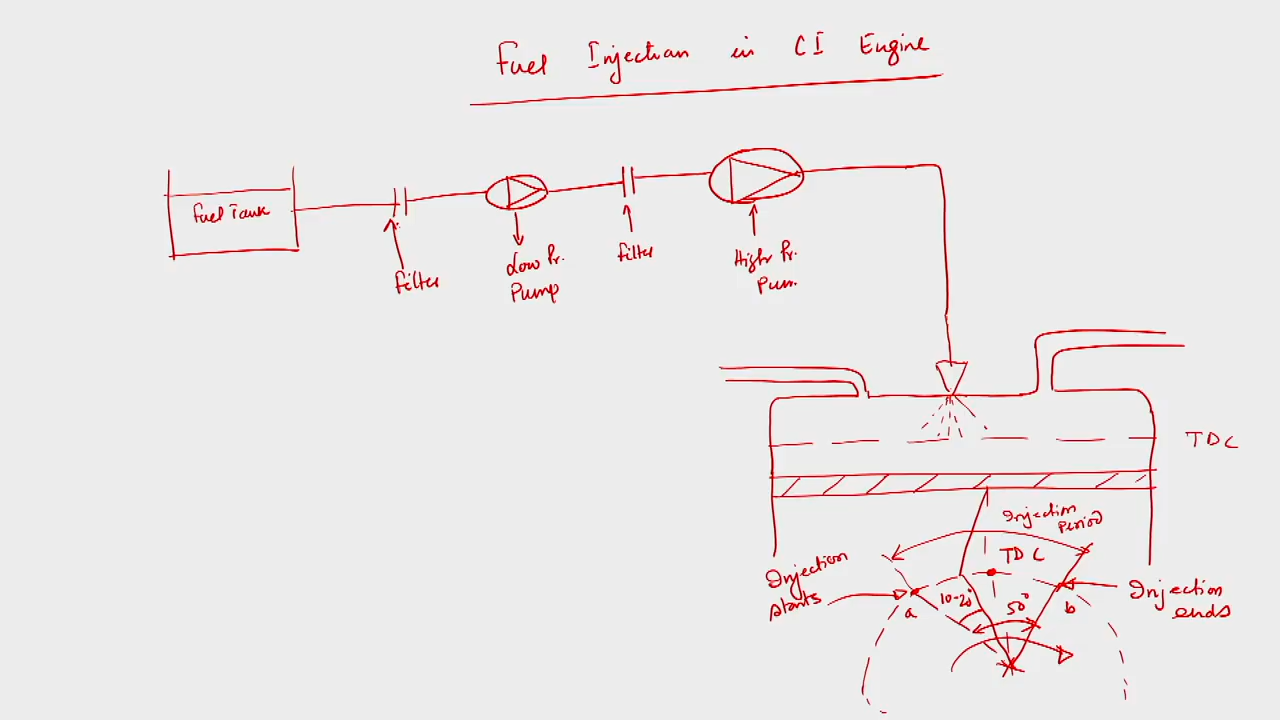 Fuel Injection in CI Engine
Fuel Tank
Filter
Low Pr.
Pump
Filter
High Pr.
Pum.
TDC
Injection
Period
TDC
Injection
starts
a
10-20°
50°
b
Injection
ends